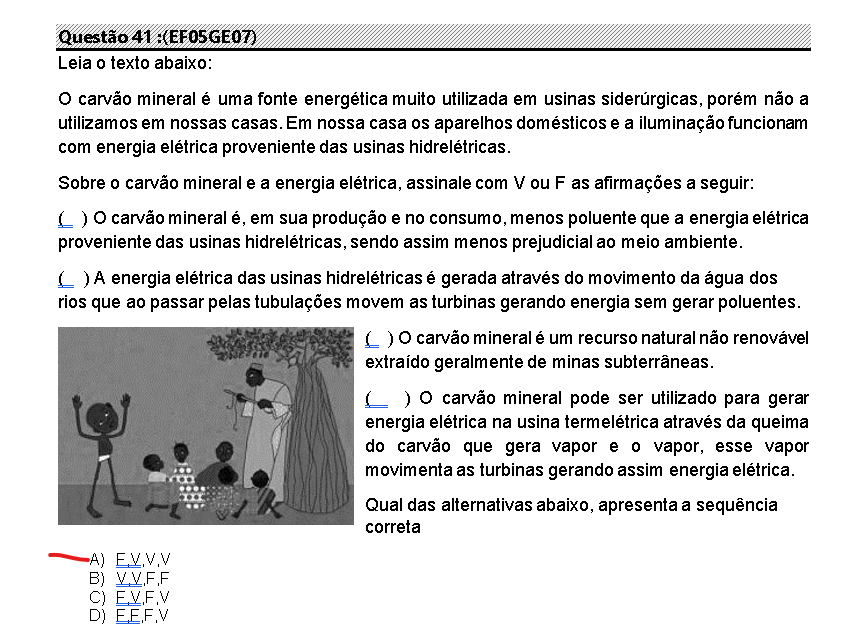 Questão 41 :(EF05GE07)
Leia o texto abaixo:
O carvão mineral é uma fonte energética muito utilizada em usinas siderúrgicas, porém não a
utilizamos em nossas casas. Em nossa casa os aparelhos domésticos e a iluminação funcionam
com energia elétrica proveniente das usinas hidrelétricas.
Sobre o carvão mineral e a energia elétrica, assinale com V ou F as afirmações a seguir:
(_ ) O carvão mineral é, em sua produção e no consumo, menos poluente que a energia elétrica
proveniente das usinas hidrelétricas, sendo assim menos prejudicial ao meio ambiente.
(_ ) A energia elétrica das usinas hidrelétricas é gerada através do movimento da água dos
rios que ao passar pelas tubulações movem as turbinas gerando energia sem gerar poluentes.
(_ ) O carvão mineral é um recurso natural não renovável
extraído geralmente de minas subterrâneas.
(__ ) O carvão mineral pode ser utilizado para gerar
energia elétrica na usina termelétrica através da queima
do carvão que gera vapor e o vapor, esse vapor
movimenta as turbinas gerando assim energia elétrica.
Qual das alternativas abaixo, apresenta a sequência
correta
A) F,V,V,V
B) V,V,F,F
C) F,V,F,V
D) F,F,F,V